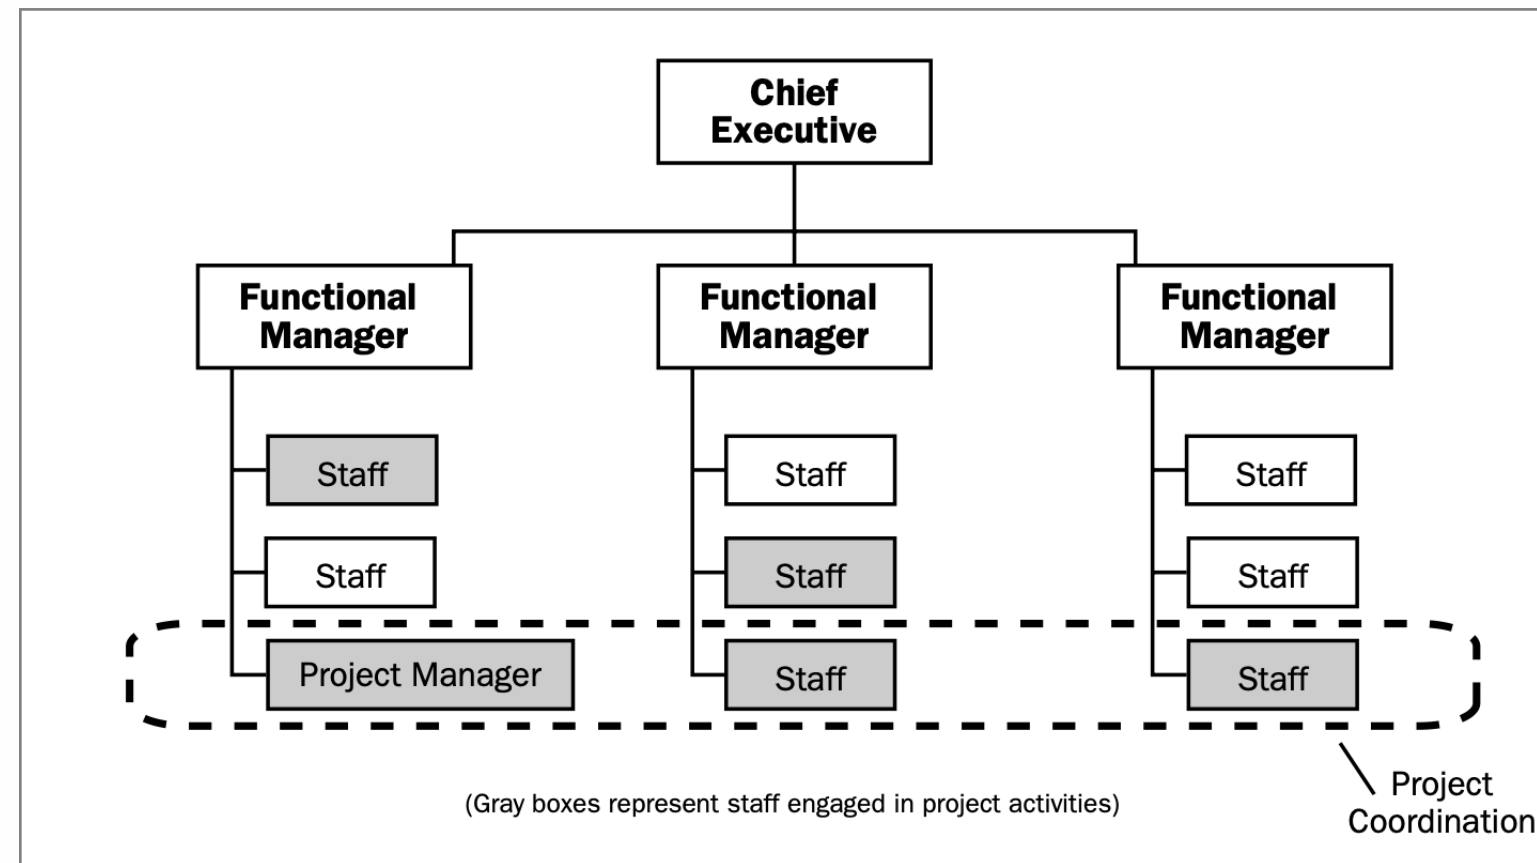 Chief
Executive
Functional
Manager
Functional
Manager
Functional
Manager
Staff
Staff
Staff
Staff
Staff
Staff
Project Manager
Staff
Staff
(Gray boxes represent staff engaged in project activities)
Project
Coordination